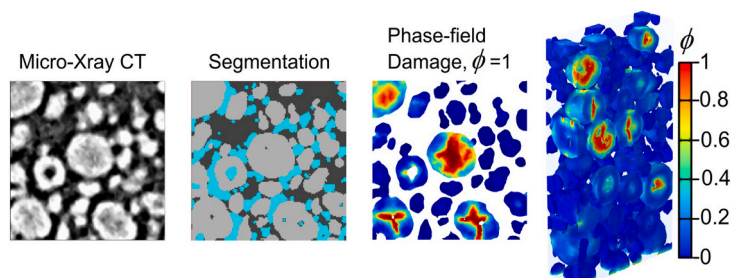 Micro-Xray CT
Segmentation
Phase-field
Damage, ϕ =1
ϕ
1
0.8
0.6
0.4
0.2
0